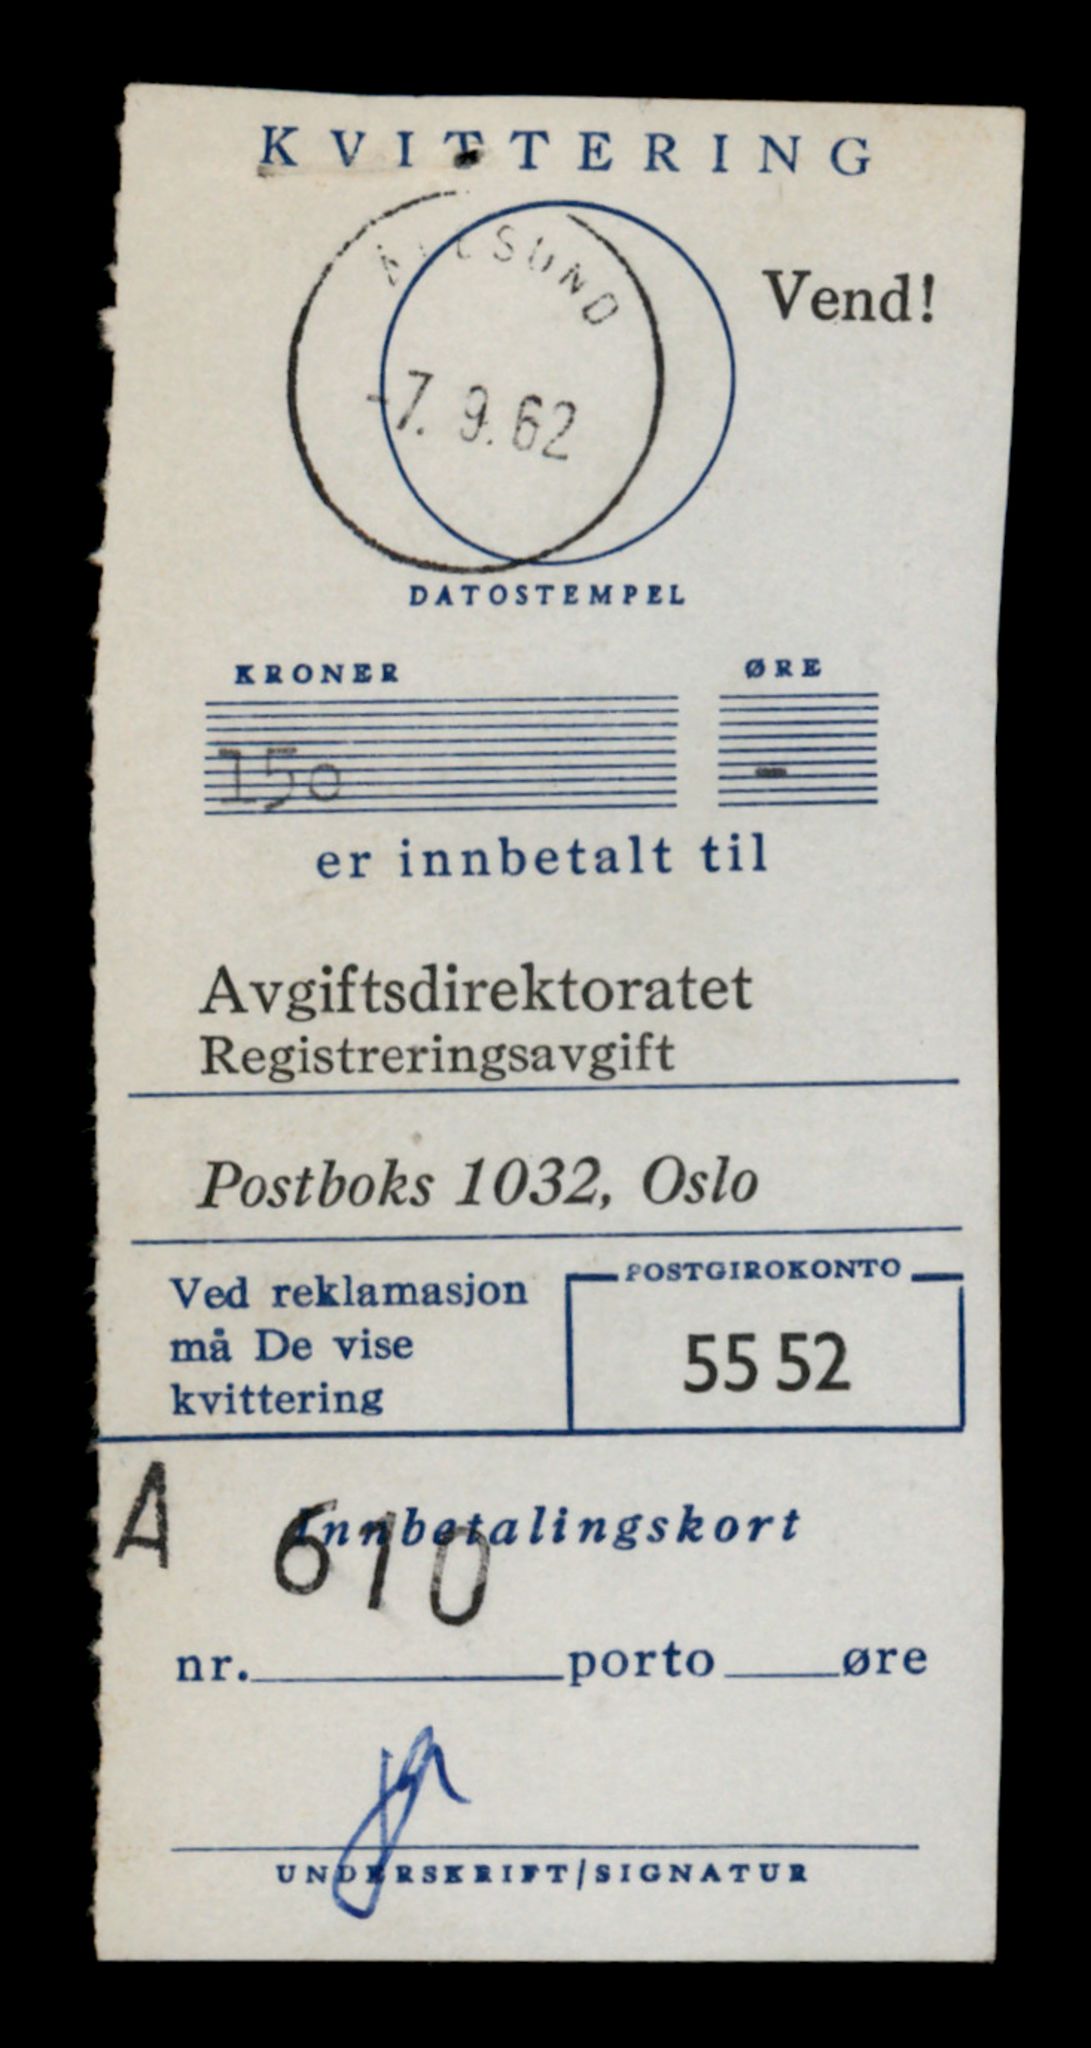 KVITTERING
ÅLESUND
Vend!
-7. 9. 62
DATOSTEMPEL
KRONER ØRE
150 -
er innbetalt til
Avgiftsdirektoratet
Registreringsavgift
Postboks 1032, Oslo
Ved reklamasjon
må De vise
kvittering
POSTGIROKONTO
55 52
A 610
Innbetalingskort
nr. porto øre
UNDERSKRIFT/SIGNATUR